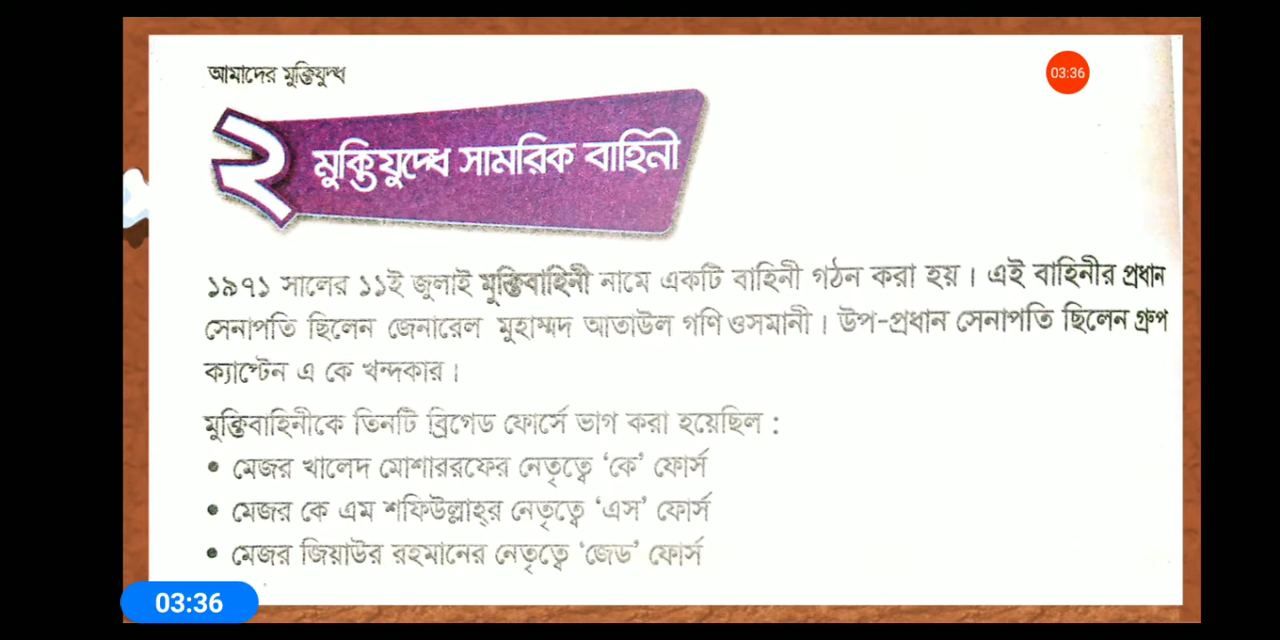 আমাদের মুক্তিযুদ্ধ
03:36
২ মুক্তিযুদ্ধে সামরিক বাহিনী
১৯৭১ সালের ১১ই জুলাই মুক্তিবাহিনী নামে একটি বাহিনী গঠন করা হয়। এই বাহিনীর প্রধান
সেনাপতি ছিলেন জেনারেল মুহাম্মদ আতাউল গণি ওসমানী। উপ-প্রধান সেনাপতি ছিলেন গ্রুপ
ক্যাপ্টেন এ কে খন্দকার।
মুক্তিবাহিনীকে তিনটি ব্রিগেড ফোর্সে ভাগ করা হয়েছিল :
• মেজর খালেদ মোশাররফের নেতৃত্বে ‘কে’ ফোর্স
• মেজর কে এম শফিউল্লাহ্‌র নেতৃত্বে ‘এস’ ফোর্স
• মেজর জিয়াউর রহমানের নেতৃত্বে ‘জেড’ ফোর্স
03:36